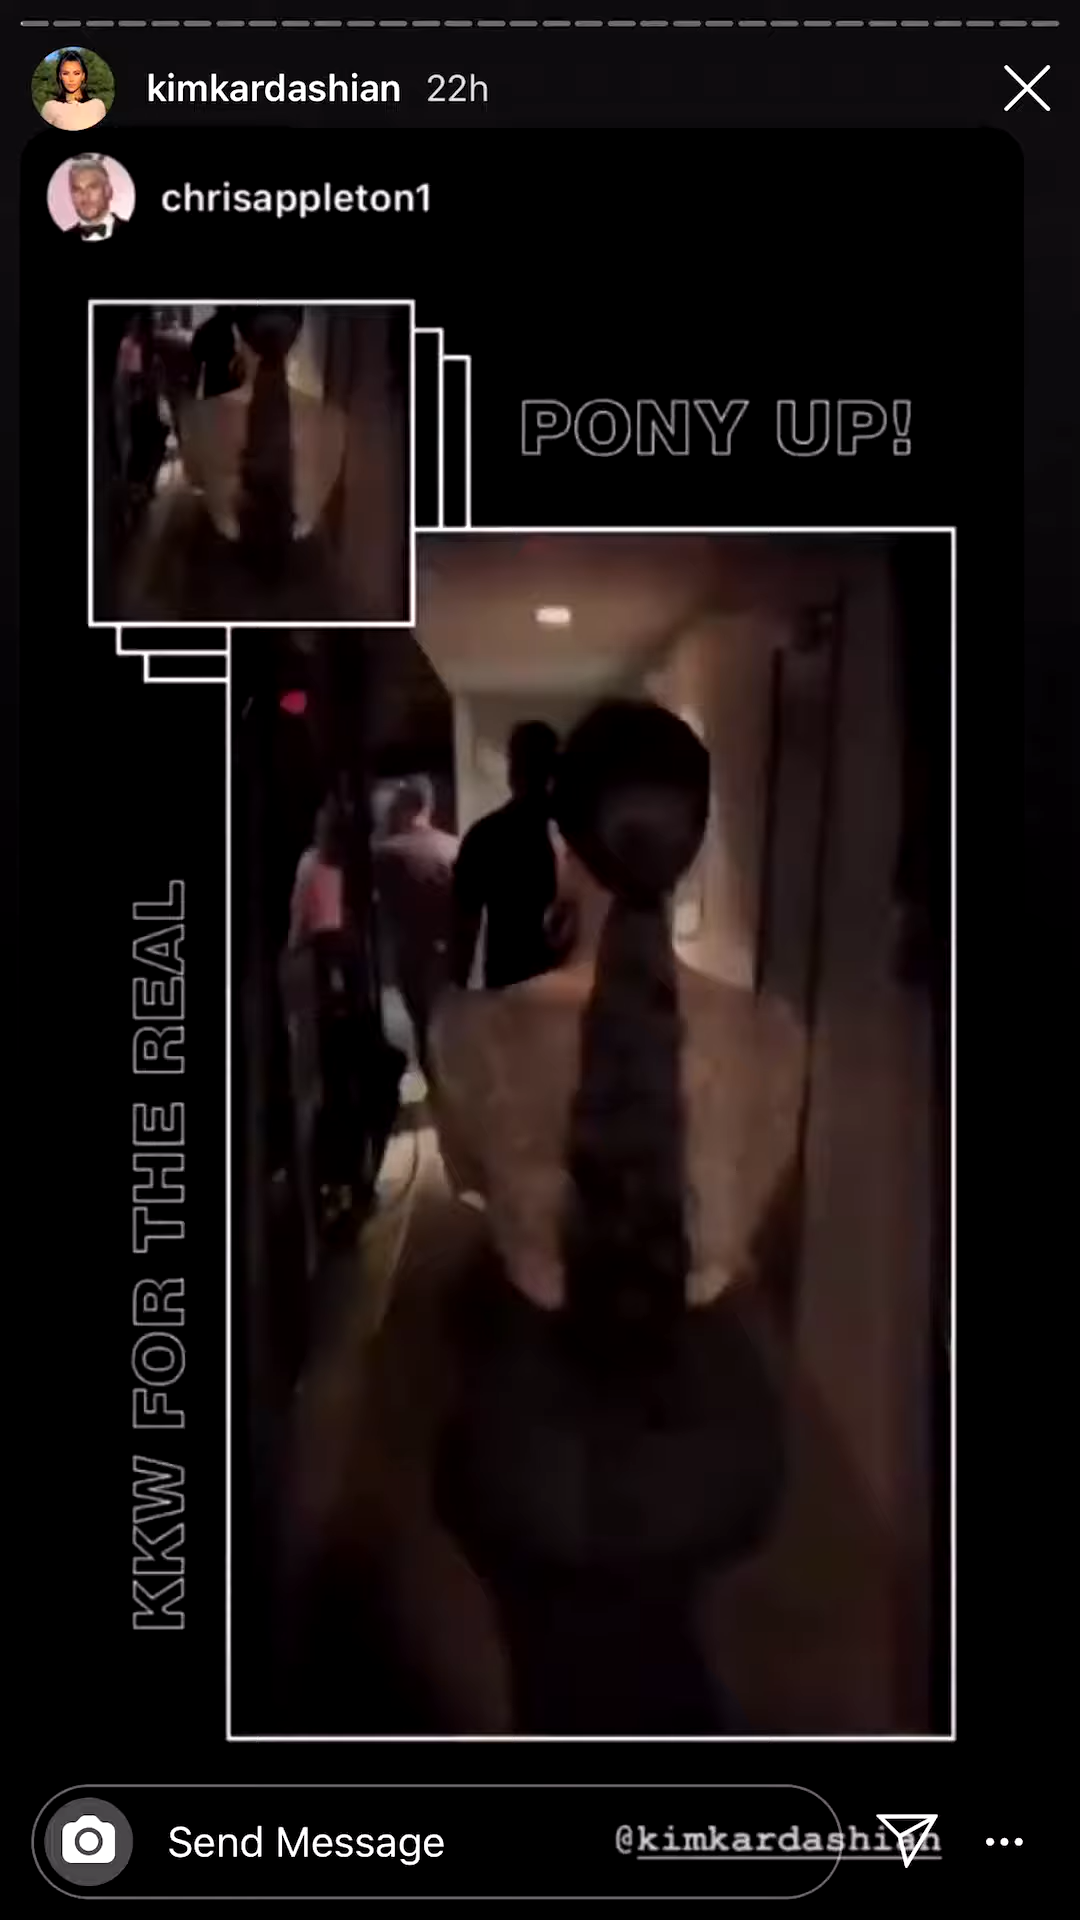 kimkardashian 22h
chrisappleton1
PONY UP!
KKW FOR THE REAL
Send Message
@kimkardashian